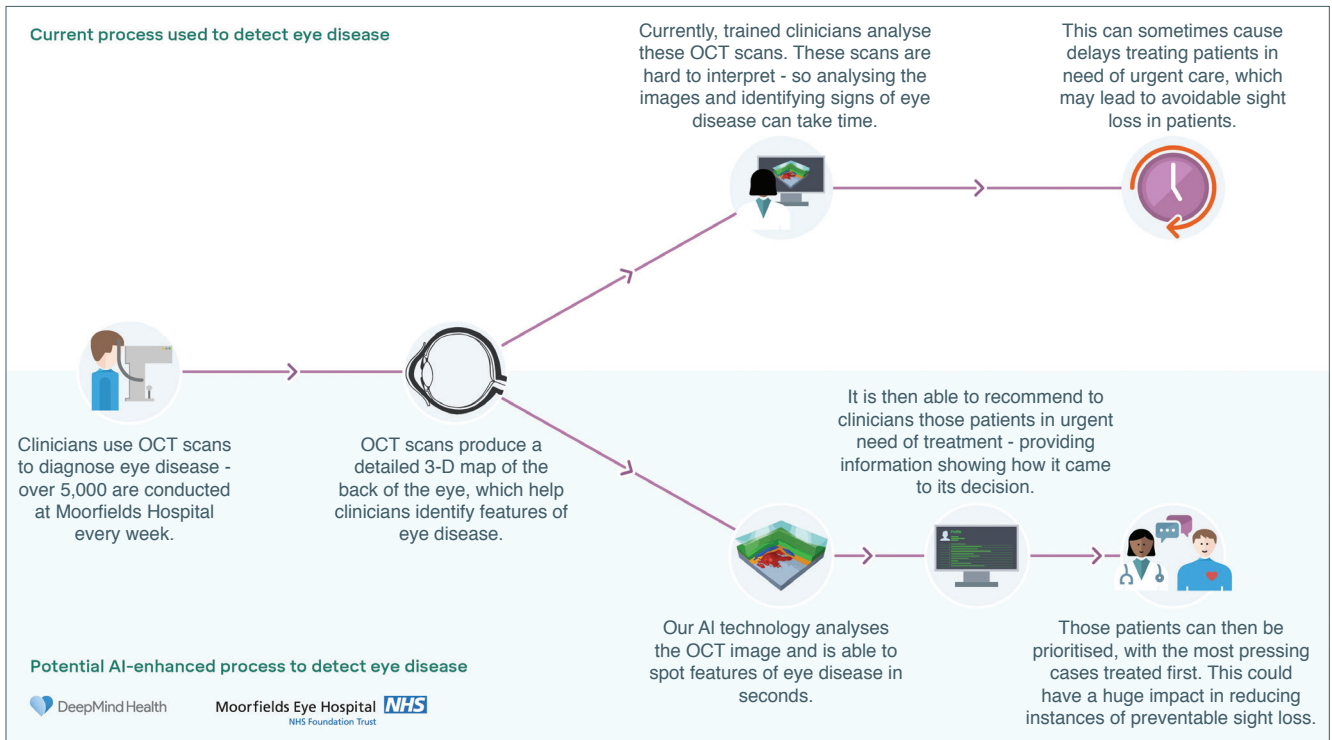 Current process used to detect eye disease
Currently, trained clinicians analyse
these OCT scans. These scans are
hard to interpret - so analysing the
images and identifying signs of eye
disease can take time.
This can sometimes cause
delays treating patients in
need of urgent care, which
may lead to avoidable sight
loss in patients.
Clinicians use OCT scans
to diagnose eye disease -
over 5,000 are conducted
at Moorfields Hospital
every week.
OCT scans produce a
detailed 3-D map of the
back of the eye, which help
clinicians identify features of
eye disease.
It is then able to recommend to
clinicians those patients in urgent
need of treatment - providing
information showing how it came
to its decision.
Our AI technology analyses
the OCT image and is able to
spot features of eye disease in
seconds.
Those patients can then be
prioritised, with the most pressing
cases treated first. This could
have a huge impact in reducing
instances of preventable sight loss.
Potential AI-enhanced process to detect eye disease
DeepMind Health
Moorfields Eye Hospital NHS
NHS Foundation Trust